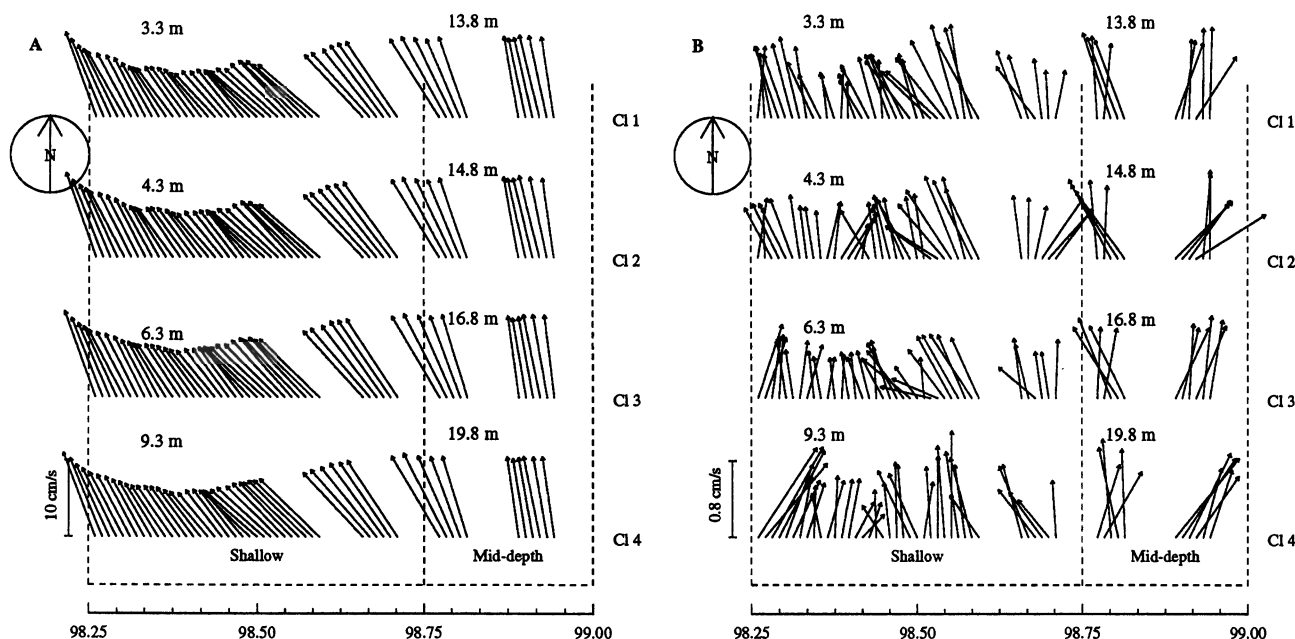 A
3.3 m
13.8 m
N
Cl 1
4.3 m
14.8 m
Cl 2
6.3 m
16.8 m
Cl 3
9.3 m
19.8 m
10 cm/s
Cl 4
Shallow
Mid-depth
98.25
98.50
98.75
99.00
B
3.3 m
13.8 m
N
Cl 1
4.3 m
14.8 m
Cl 2
6.3 m
16.8 m
Cl 3
9.3 m
19.8 m
0.8 cm/s
Cl 4
Shallow
Mid-depth
98.25
98.50
98.75
99.00